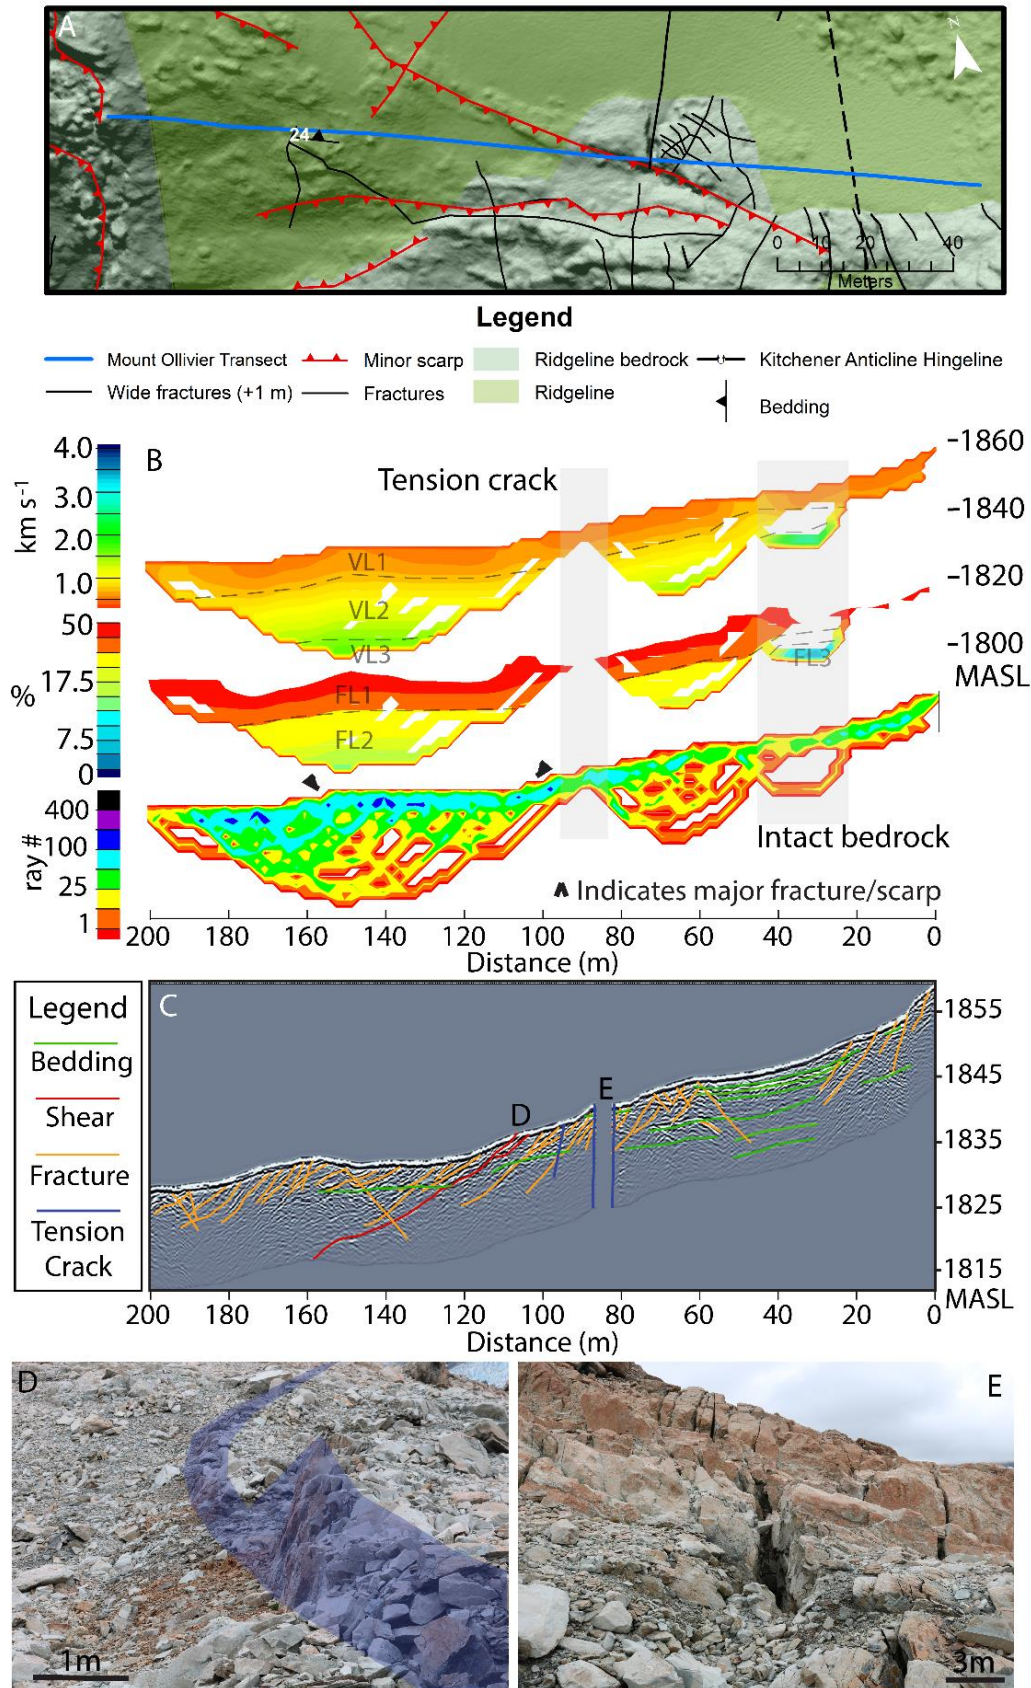 A
N
24
0 10 20 40
Meters
Legend
Mount Ollivier Transect
Minor scarp
Ridgeline bedrock
Kitchener Anticline Hingeline
Wide fractures (+1 m)
Fractures
Ridgeline
Bedding
B
4.0
3.0
2.0
1.0
km s⁻¹
50
17.5
7.5
0
%
400
100
25
1
ray #
Tension crack
VL1
VL2
VL3
FL1
FL2
FL3
-1860
-1840
-1820
-1800
MASL
Intact bedrock
Indicates major fracture/scarp
200 180 160 140 120 100 80 60 40 20 0
Distance (m)
Legend
Bedding
Shear
Fracture
Tension
Crack
C
D
E
1855
1845
1835
1825
1815
MASL
200 180 160 140 120 100 80 60 40 20 0
Distance (m)
D
1m
E
3m